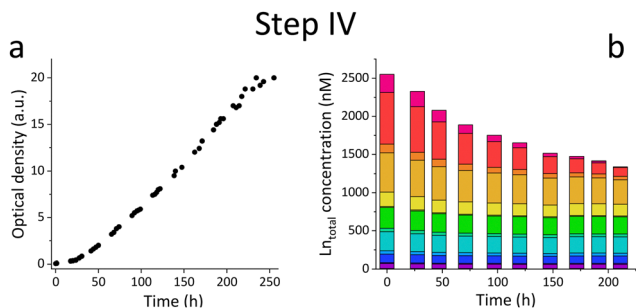 Step IV
a
Optical density (a.u.)
20
15
10
5
0
0 50 100 150 200 250
Time (h)
b
Ln_total concentration (nM)
2500
2000
1500
1000
500
0
0 50 100 150 200
Time (h)